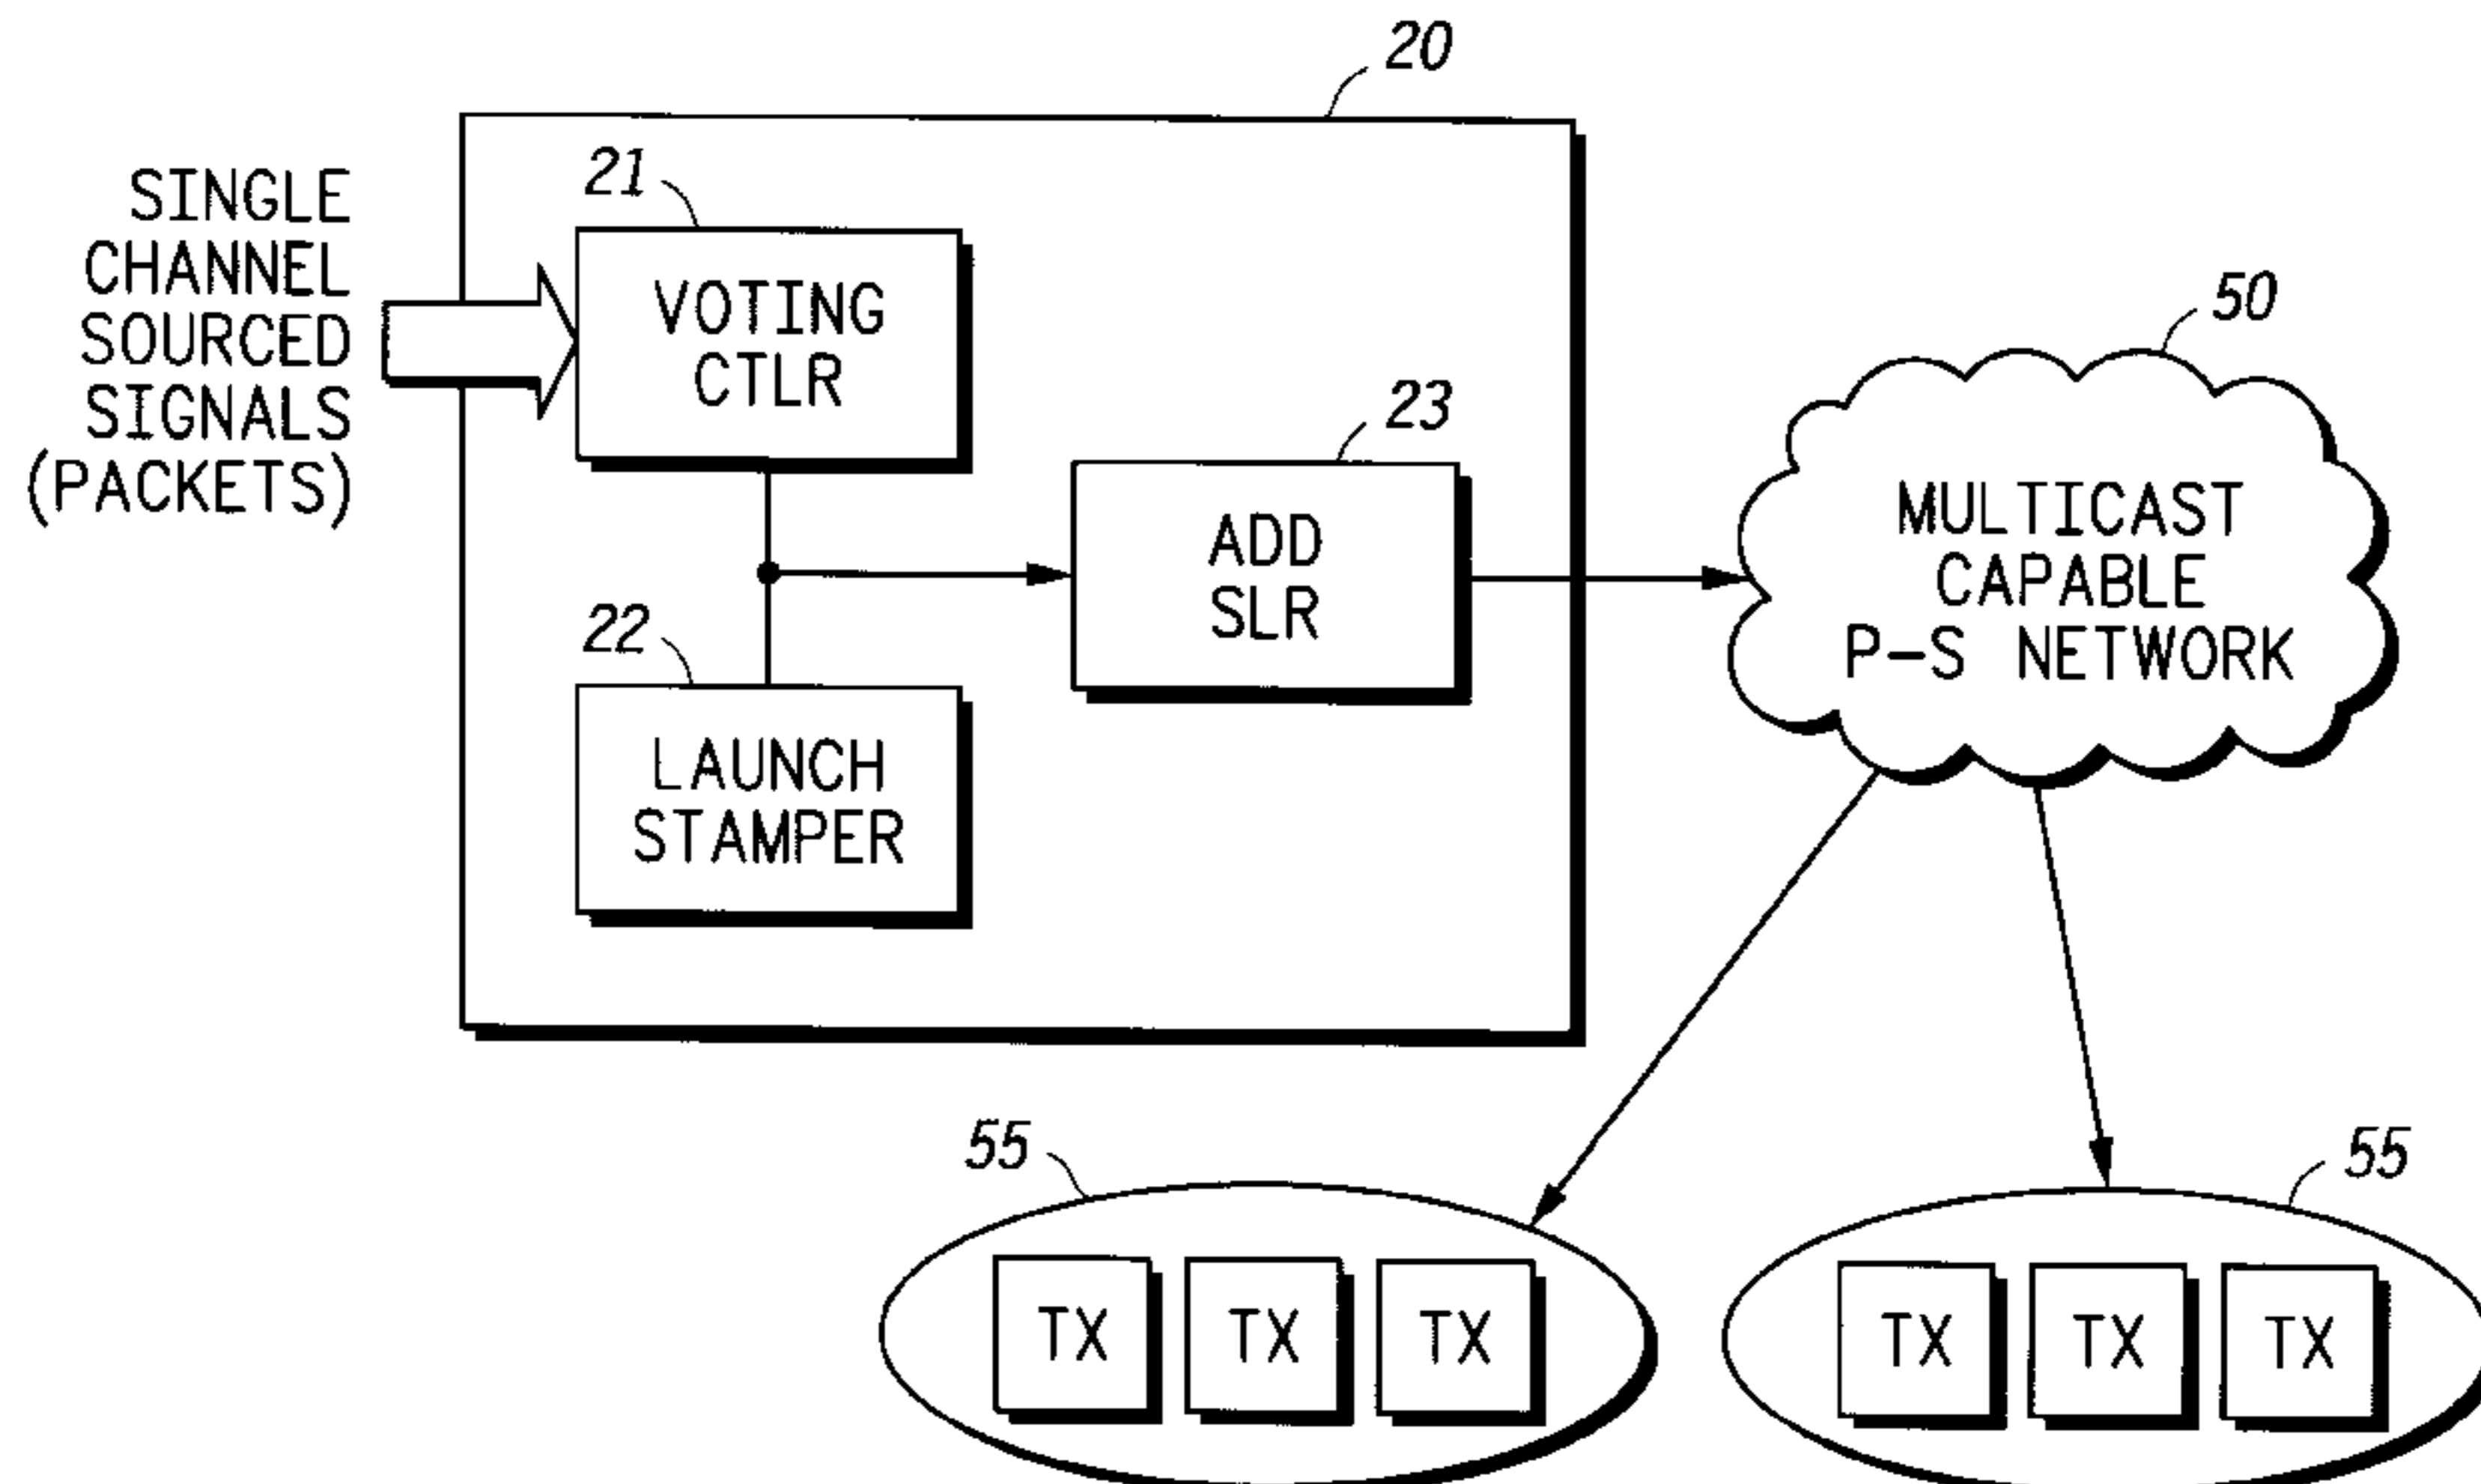 20
SINGLE
CHANNEL
SOURCED
SIGNALS
(PACKETS)
21
VOTING
CTLR
22
LAUNCH
STAMPER
23
ADD
SLR
50
MULTICAST
CAPABLE
P-S NETWORK
55
TX TX TX
55
TX TX TX